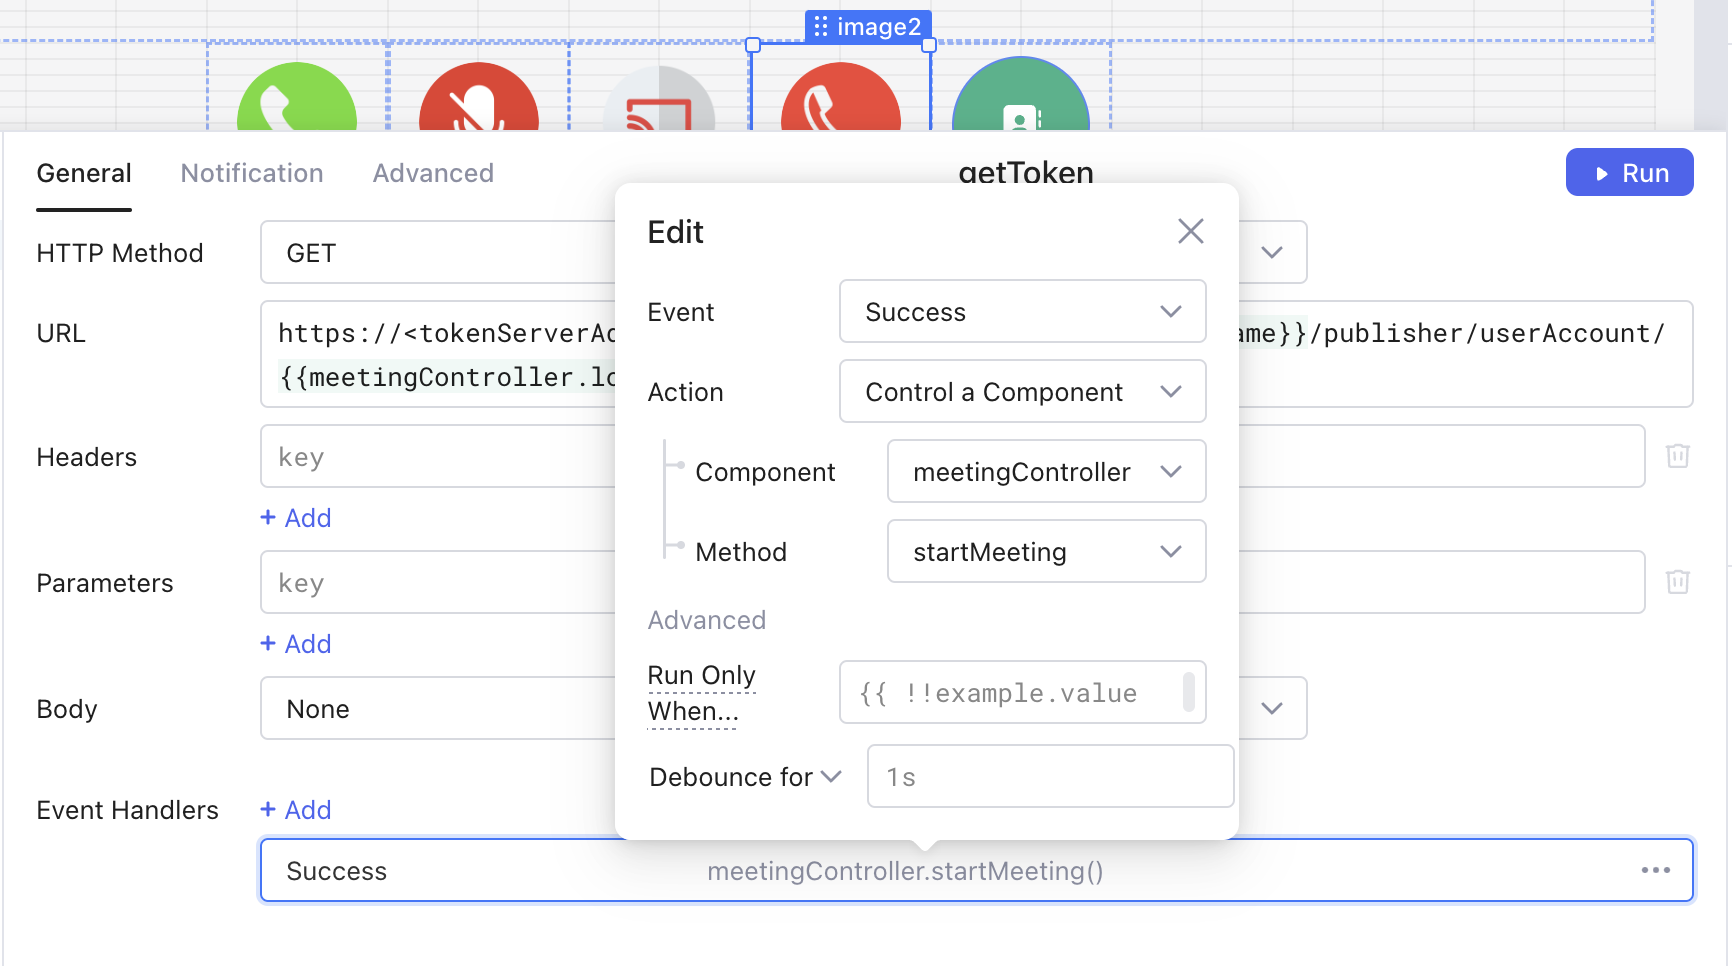 image2
General Notification Advanced getToken Run
Edit
HTTP Method GET
Event Success
URL https://<tokenServerAd ame}}/publisher/userAccount/
{{meetingController.lo
Action Control a Component
Headers key
Component meetingController
+ Add
Method startMeeting
Parameters key
Advanced
+ Add
Run Only
When...
{{ !!example.value
Body None
Debounce for 1s
Event Handlers + Add
Success meetingController.startMeeting()